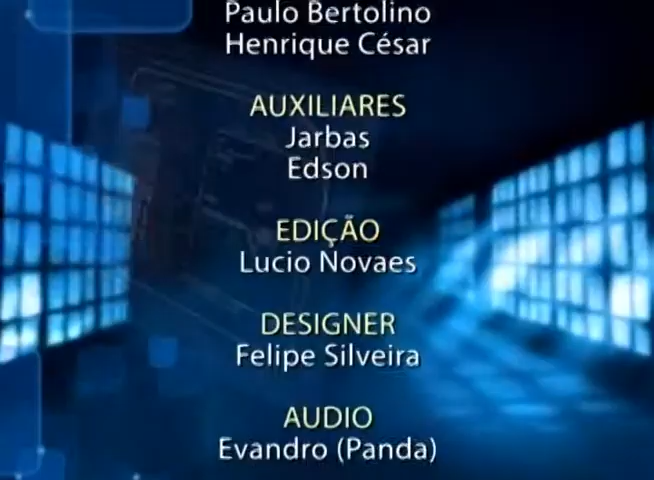 Paulo Bertolino
Henrique César
AUXILIARES
Jarbas
Edson
EDIÇÃO
Lucio Novaes
DESIGNER
Felipe Silveira
AUDIO
Evandro (Panda)